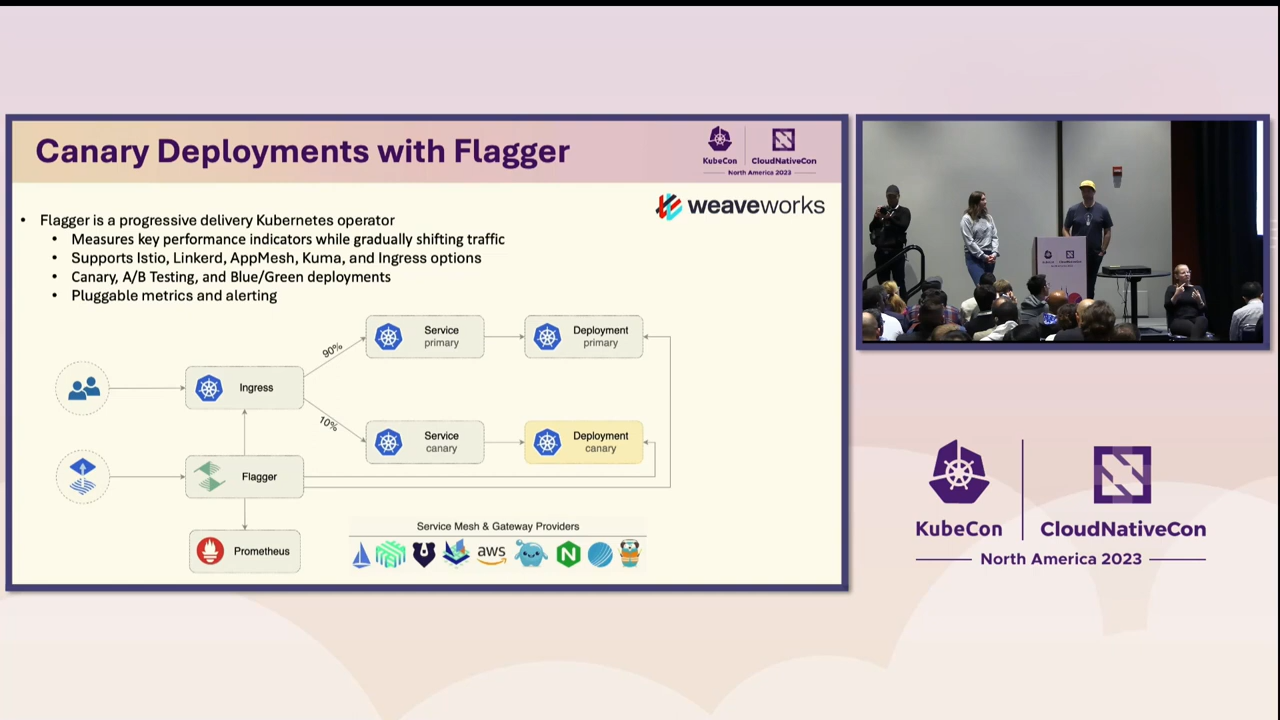 Canary Deployments with Flagger
KubeCon
CloudNativeCon
North America 2023
weaveworks
• Flagger is a progressive delivery Kubernetes operator
• Measures key performance indicators while gradually shifting traffic
• Supports Istio, Linkerd, AppMesh, Kuma, and Ingress options
• Canary, A/B Testing, and Blue/Green deployments
• Pluggable metrics and alerting
Service
primary
Deployment
primary
90%
Ingress
10%
Service
canary
Deployment
canary
Flagger
Prometheus
Service Mesh & Gateway Providers
aws
N
KubeCon
CloudNativeCon
North America 2023